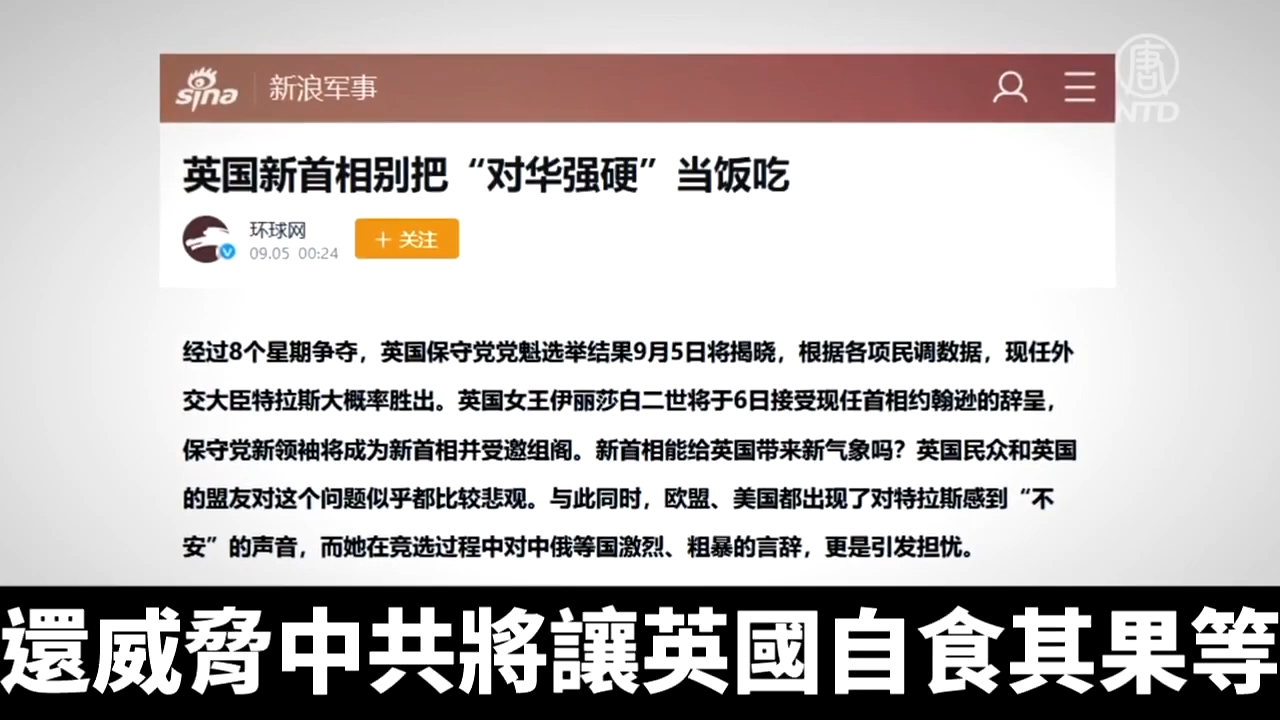 sina 新浪军事
唐
NTD
英国新首相别把“对华强硬”当饭吃
环球网
09.05 00:24
+ 关注
经过8个星期争夺，英国保守党党魁选举结果9月5日将揭晓，根据各项民调数据，现任外
交大臣特拉斯大概率胜出。英国女王伊丽莎白二世将于6日接受现任首相约翰逊的辞呈，
保守党新领袖将成为新首相并受邀组阁。新首相能给英国带来新气象吗？英国民众和英国
的盟友对这个问题似乎都比较悲观。与此同时，欧盟、美国都出现了对特拉斯感到“不
安”的声音，而她在竞选过程中对中俄等国激烈、粗暴的言辞，更是引发担忧。
還威脅中共將讓英國自食其果等